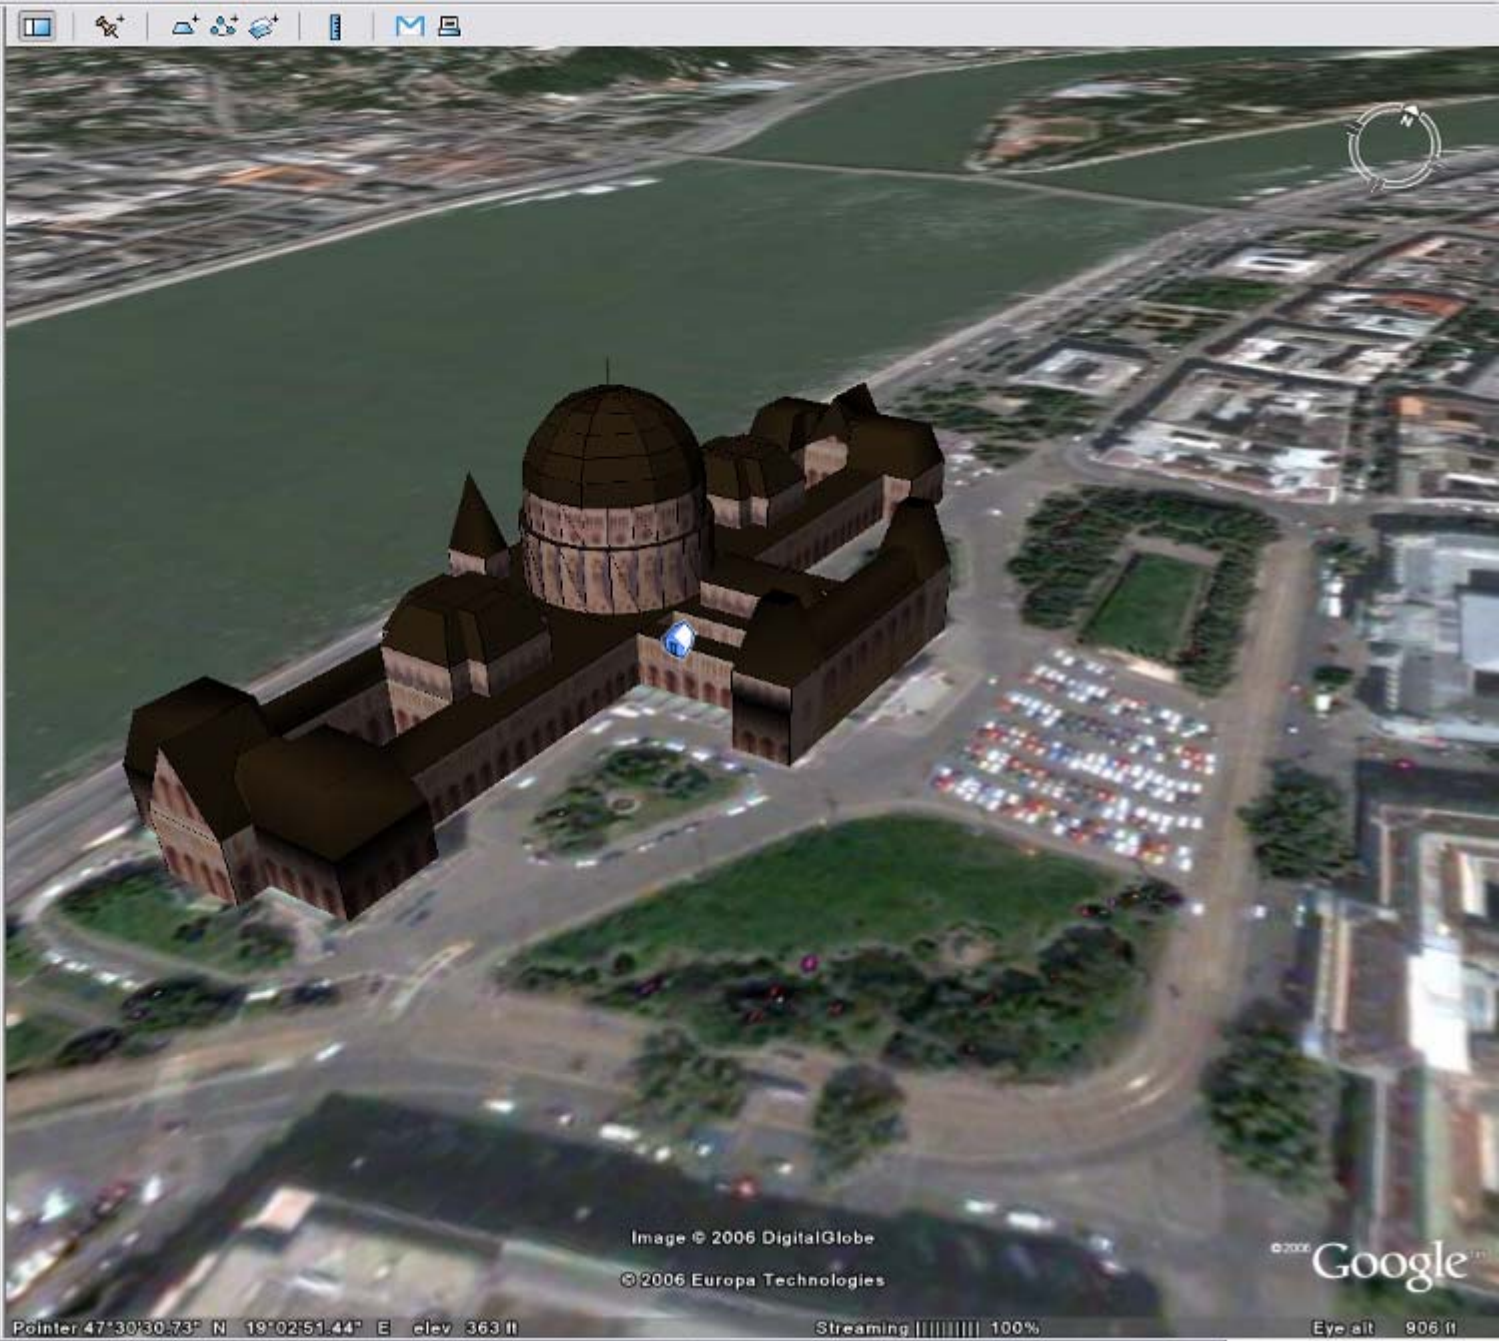 N
Image © 2006 DigitalGlobe
© 2006 Europa Technologies
©2006 Google™
Pointer 47°30'30.73" N 19°02'51.44" E elev 363 ft Streaming |||||||||| 100% Eye alt 906 ft